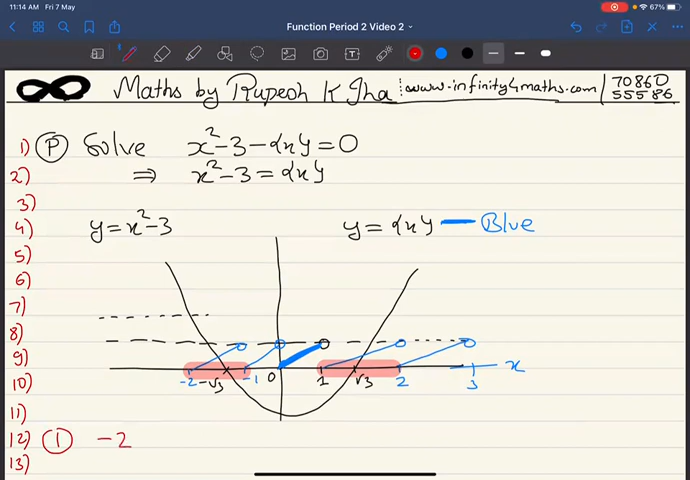 11:14 AM Fri 7 May
67%
Function Period 2 Video 2
Maths by Rupesh K Jha www.infinity4maths.com 70860 55586
1) P Solve x²-3-{x}=0
2) ⇒ x²-3={x}
3)
4) y=x²-3 y={x} Blue
5)
6)
7)
8)
9)
10) -2 -√3 -1 0 1 √3 2 3 x
11)
12) 1 -2
13)